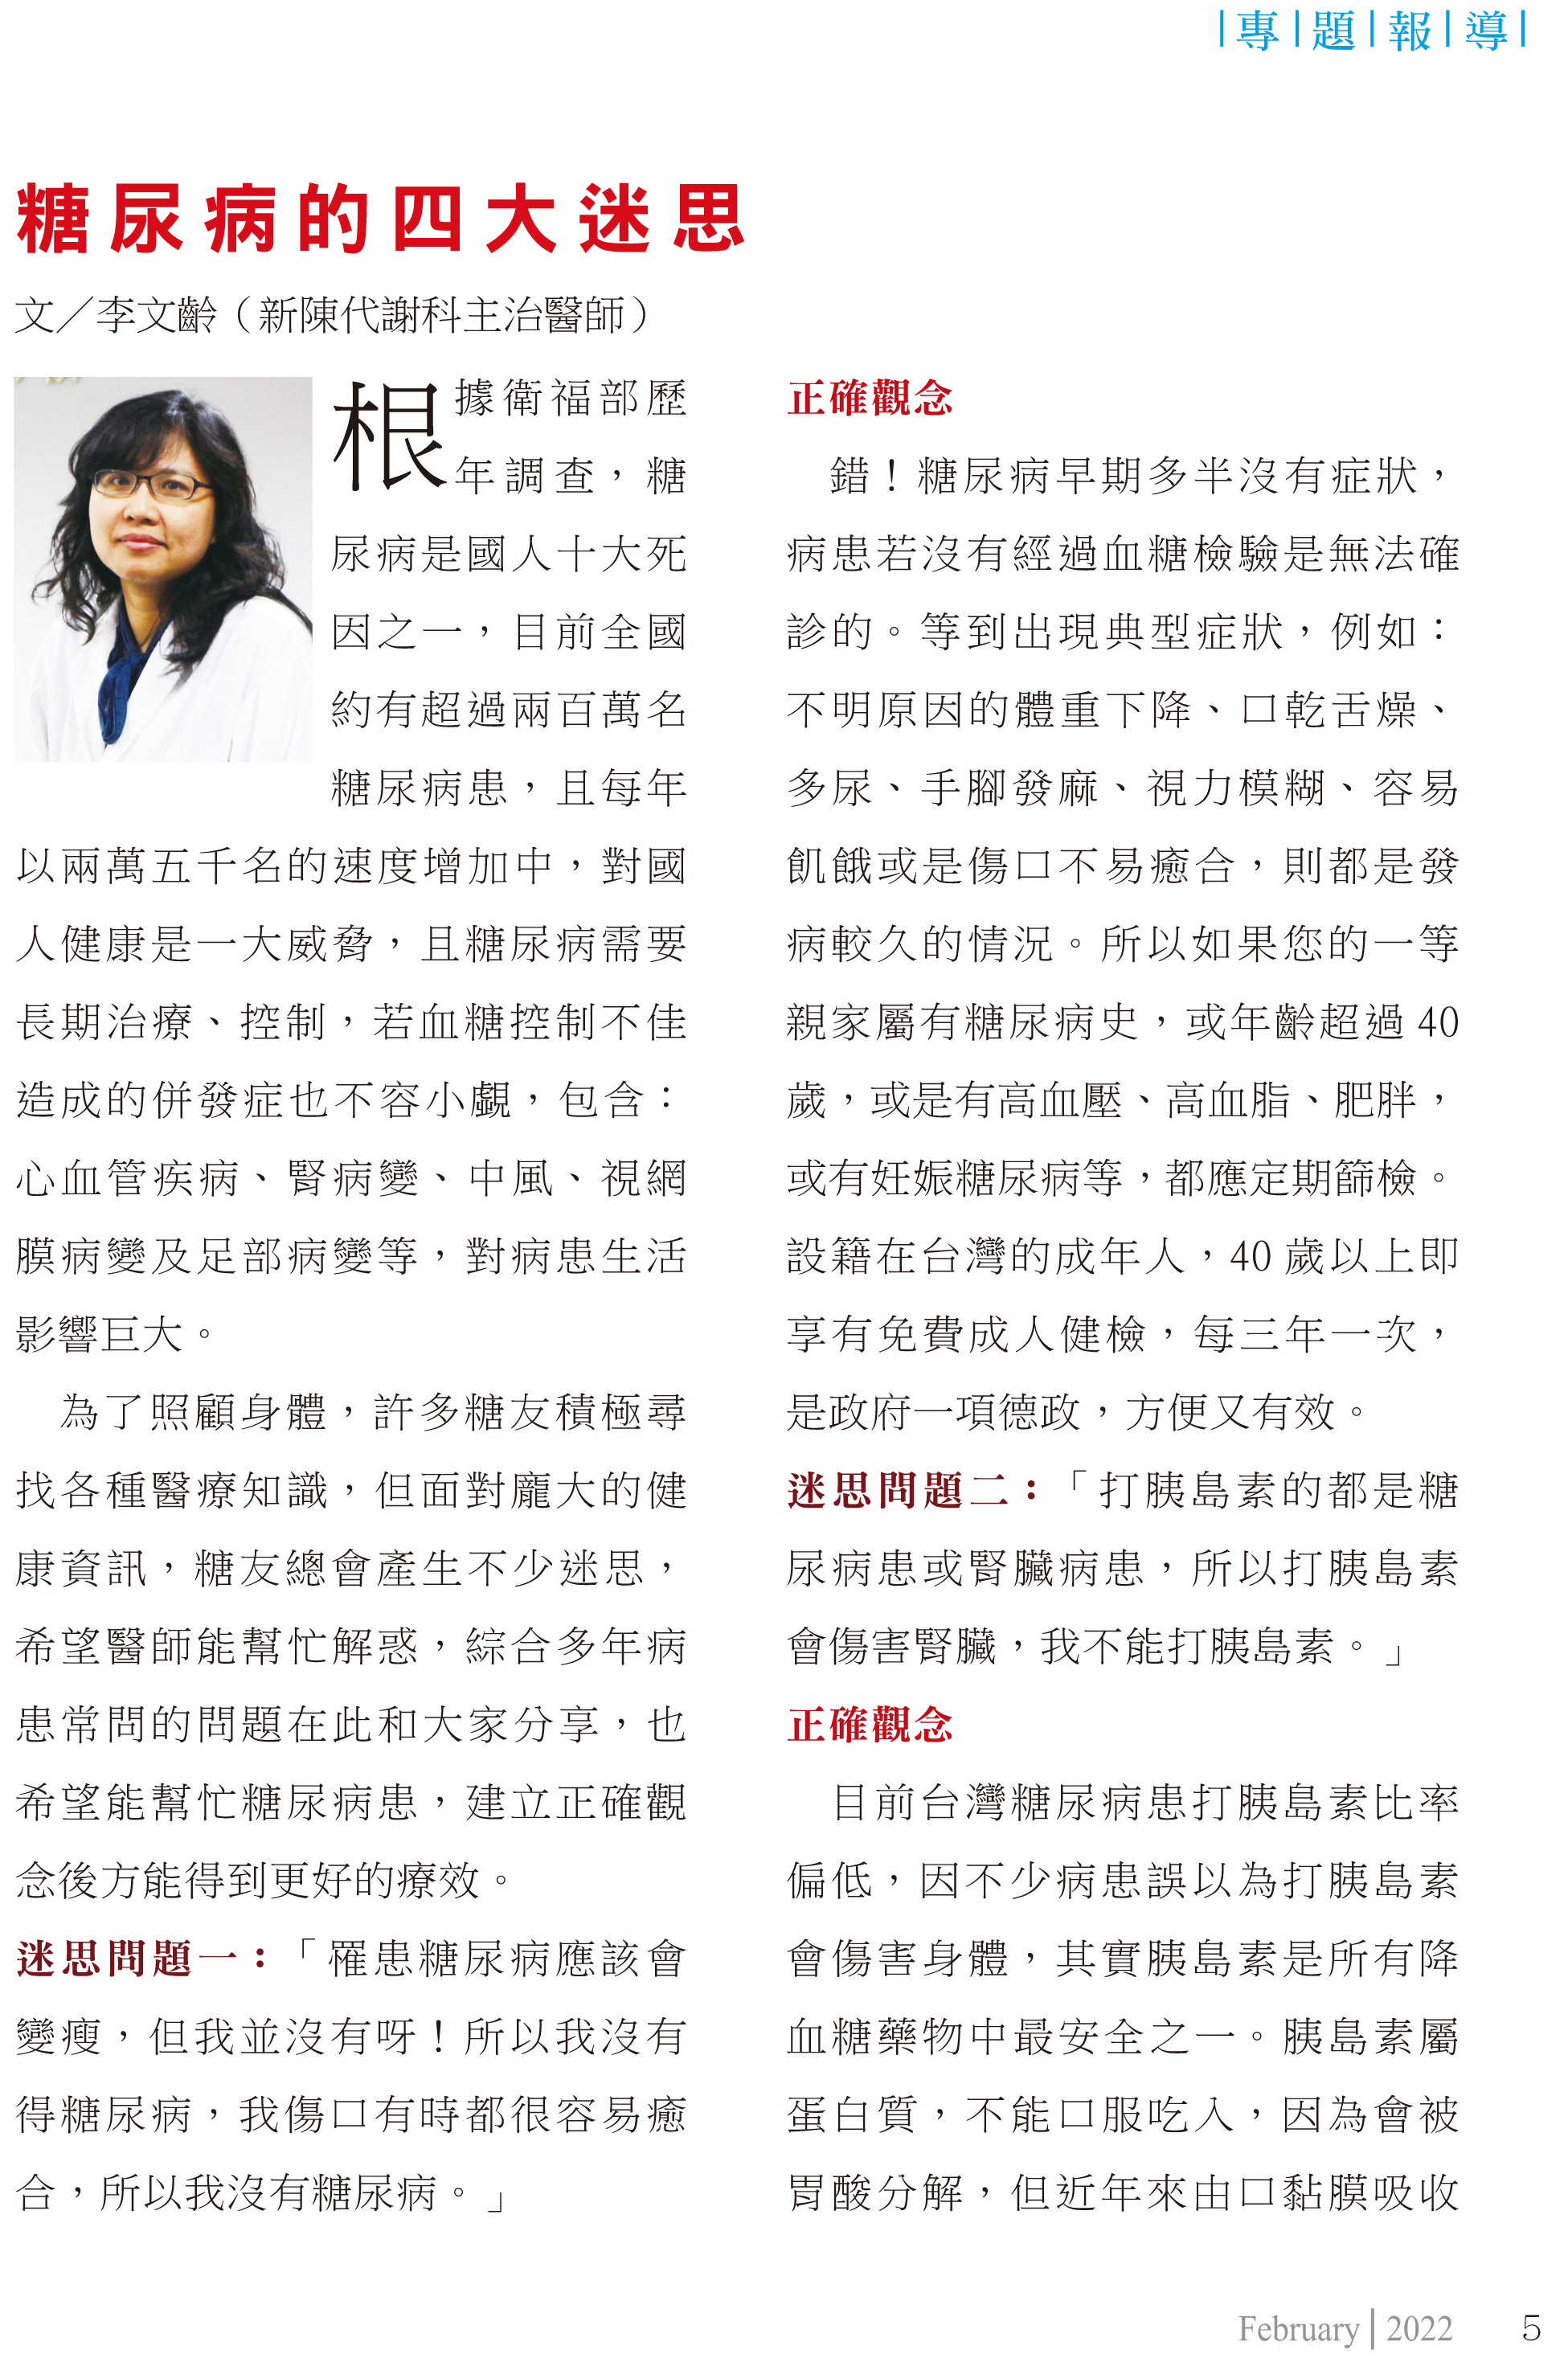 |專|題|報|導|
糖尿病的四大迷思
文／李文齡（新陳代謝科主治醫師）
根據衛福部歷
年調查，糖
尿病是國人十大死
因之一，目前全國
約有超過兩百萬名
糖尿病患，且每年
以兩萬五千名的速度增加中，對國
人健康是一大威脅，且糖尿病需要
長期治療、控制，若血糖控制不佳
造成的併發症也不容小覷，包含：
心血管疾病、腎病變、中風、視網
膜病變及足部病變等，對病患生活
影響巨大。
為了照顧身體，許多糖友積極尋
找各種醫療知識，但面對龐大的健
康資訊，糖友總會產生不少迷思，
希望醫師能幫忙解惑，綜合多年病
患常問的問題在此和大家分享，也
希望能幫忙糖尿病患，建立正確觀
念後方能得到更好的療效。
迷思問題一：「罹患糖尿病應該會
變瘦，但我並沒有呀！所以我沒有
得糖尿病，我傷口有時都很容易癒
合，所以我沒有糖尿病。」
正確觀念
錯！糖尿病早期多半沒有症狀，
病患若沒有經過血糖檢驗是無法確
診的。等到出現典型症狀，例如：
不明原因的體重下降、口乾舌燥、
多尿、手腳發麻、視力模糊、容易
飢餓或是傷口不易癒合，則都是發
病較久的情況。所以如果您的一等
親家屬有糖尿病史，或年齡超過 40
歲，或是有高血壓、高血脂、肥胖，
或有妊娠糖尿病等，都應定期篩檢。
設籍在台灣的成年人，40 歲以上即
享有免費成人健檢，每三年一次，
是政府一項德政，方便又有效。
迷思問題二：「打胰島素的都是糖
尿病患或腎臟病患，所以打胰島素
會傷害腎臟，我不能打胰島素。」
正確觀念
目前台灣糖尿病患打胰島素比率
偏低，因不少病患誤以為打胰島素
會傷害身體，其實胰島素是所有降
血糖藥物中最安全之一。胰島素屬
蛋白質，不能口服吃入，因為會被
胃酸分解，但近年來由口黏膜吸收
February | 2022 5